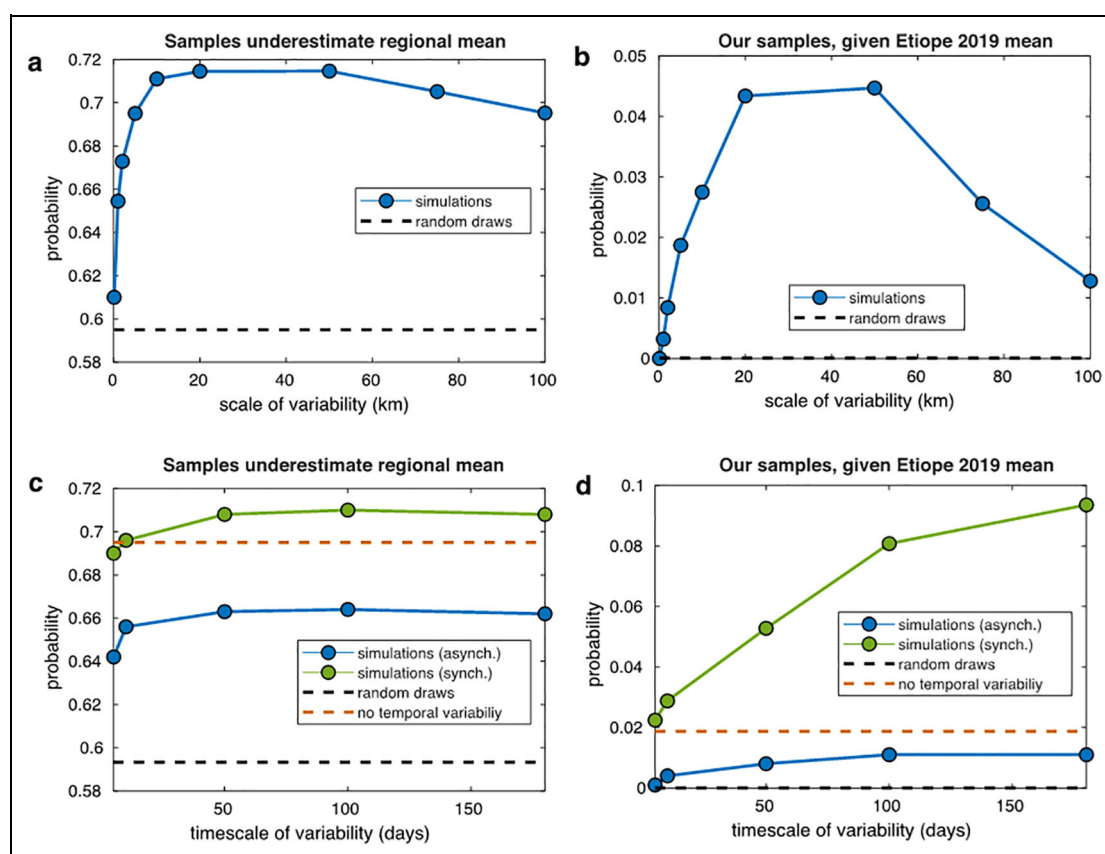 a
Samples underestimate regional mean
0.72
0.7
0.68
0.66
0.64
0.62
0.6
0.58
probability
simulations
random draws
0 20 40 60 80 100
scale of variability (km)
b
Our samples, given Etiope 2019 mean
0.05
0.04
0.03
0.02
0.01
0
probability
simulations
random draws
0 20 40 60 80 100
scale of variability (km)
c
Samples underestimate regional mean
0.72
0.7
0.68
0.66
0.64
0.62
0.6
0.58
probability
simulations (asynch.)
simulations (synch.)
random draws
no temporal variabiliy
50 100 150
timescale of variability (days)
d
Our samples, given Etiope 2019 mean
0.1
0.08
0.06
0.04
0.02
0
probability
simulations (asynch.)
simulations (synch.)
random draws
no temporal variabiliy
50 100 150
timescale of variability (days)